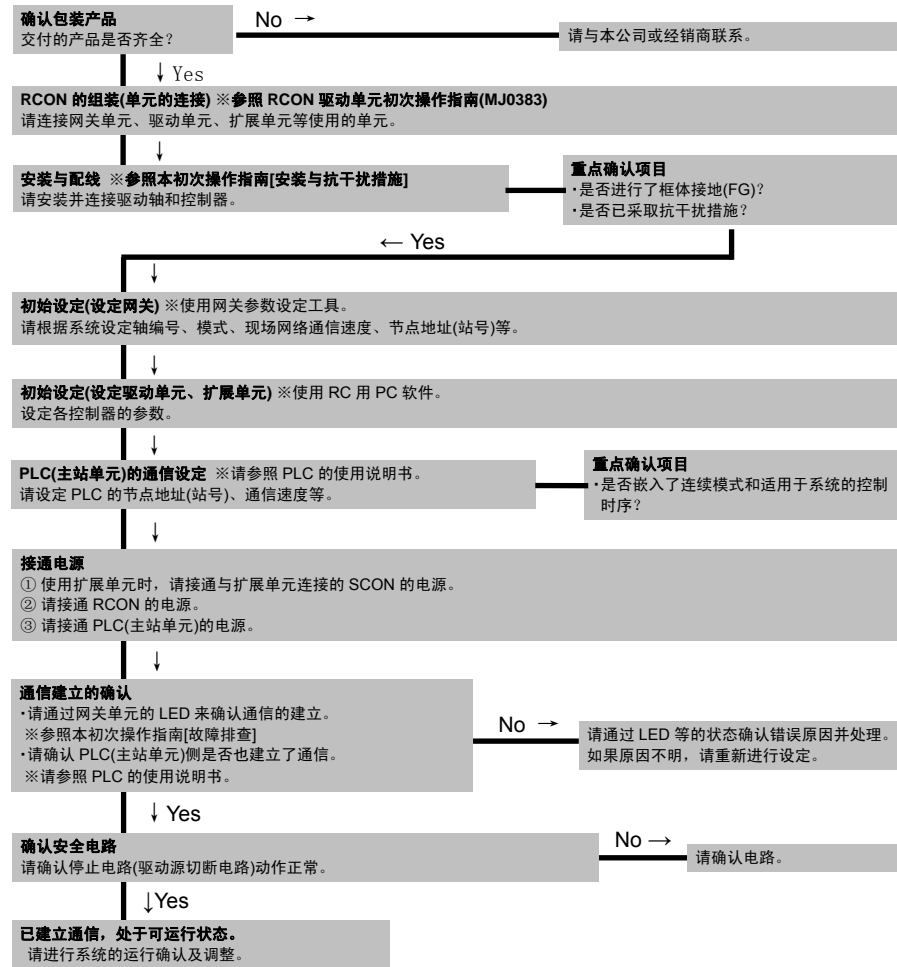 确认包装产品
交付的产品是否齐全？
No →
请与本公司或经销商联系。
↓Yes
RCON 的组装(单元的连接) ※参照 RCON 驱动单元初次操作指南(MJ0383)
请连接网关单元、驱动单元、扩展单元等使用的单元。
↓
安装与配线 ※参照本初次操作指南[安装与抗干扰措施]
请安装并连接驱动轴和控制器。
重点确认项目
·是否进行了框体接地(FG)？
·是否已采取抗干扰措施？
← Yes
↓
初始设定(设定网关) ※使用网关参数设定工具。
请根据系统设定轴编号、模式、现场网络通信速度、节点地址(站号)等。
↓
初始设定(设定驱动单元、扩展单元) ※使用 RC 用 PC 软件。
设定各控制器的参数。
↓
PLC(主站单元)的通信设定 ※请参照 PLC 的使用说明书。
请设定 PLC 的节点地址(站号)、通信速度等。
重点确认项目
·是否嵌入了连续模式和适用于系统的控制
时序？
↓
接通电源
① 使用扩展单元时，请接通与扩展单元连接的 SCON 的电源。
② 请接通 RCON 的电源。
③ 请接通 PLC(主站单元)的电源。
↓
通信建立的确认
·请通过网关单元的 LED 来确认通信的建立。
※参照本初次操作指南[故障排查]
·请确认 PLC(主站单元)侧是否也建立了通信。
※请参照 PLC 的使用说明书。
No →
请通过 LED 等的状态确认错误原因并处理。
如果原因不明，请重新进行设定。
↓ Yes
确认安全电路
请确认停止电路(驱动源切断电路)动作正常。
No →
请确认电路。
↓Yes
已建立通信，处于可运行状态。
请进行系统的运行确认及调整。